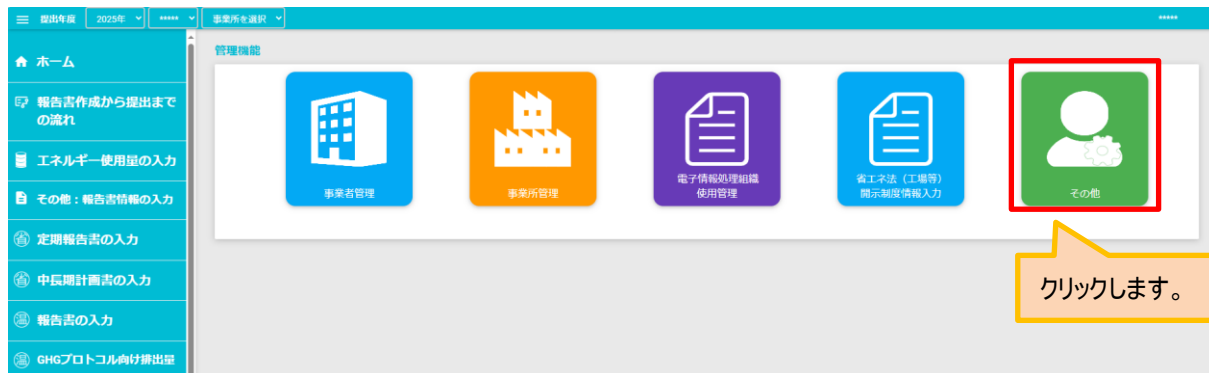 提出年度 2025年 ***** 事業所を選択 *****
管理機能
ホーム
報告書作成から提出まで
の流れ
エネルギー使用量の入力
その他：報告書情報の入力
省 定期報告書の入力
省 中長期計画書の入力
温 報告書の入力
温 GHGプロトコル向け排出量
事業者管理
事業所管理
電子情報処理組織
使用管理
省エネ法（工場等）
開示制度情報入力
その他
クリックします。